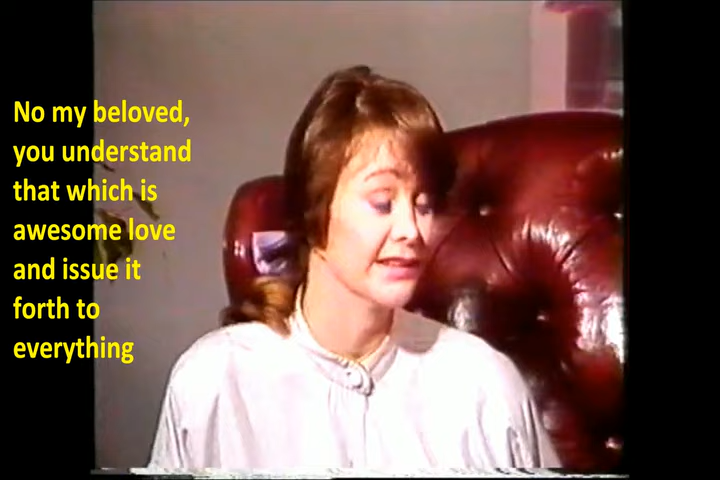 No my beloved,
you understand
that which is
awesome love
and issue it
forth to
everything